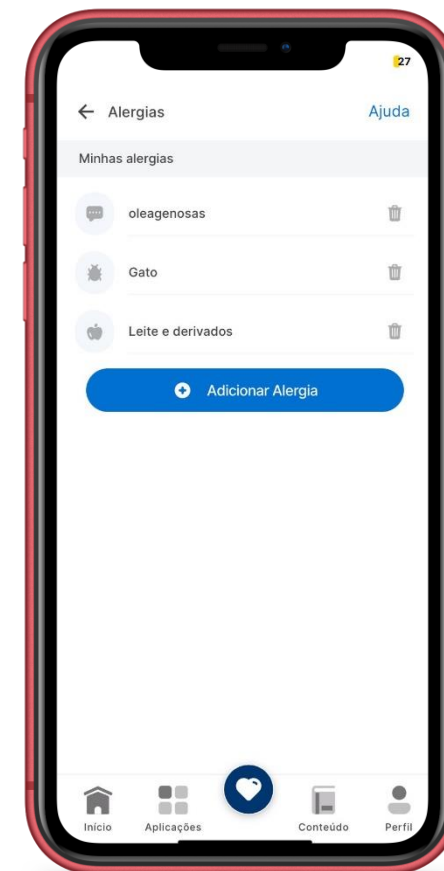 27
Alergias
Ajuda
Minhas alergias
oleagenosas
Gato
Leite e derivados
Adicionar Alergia
Início
Aplicações
Conteúdo
Perfil